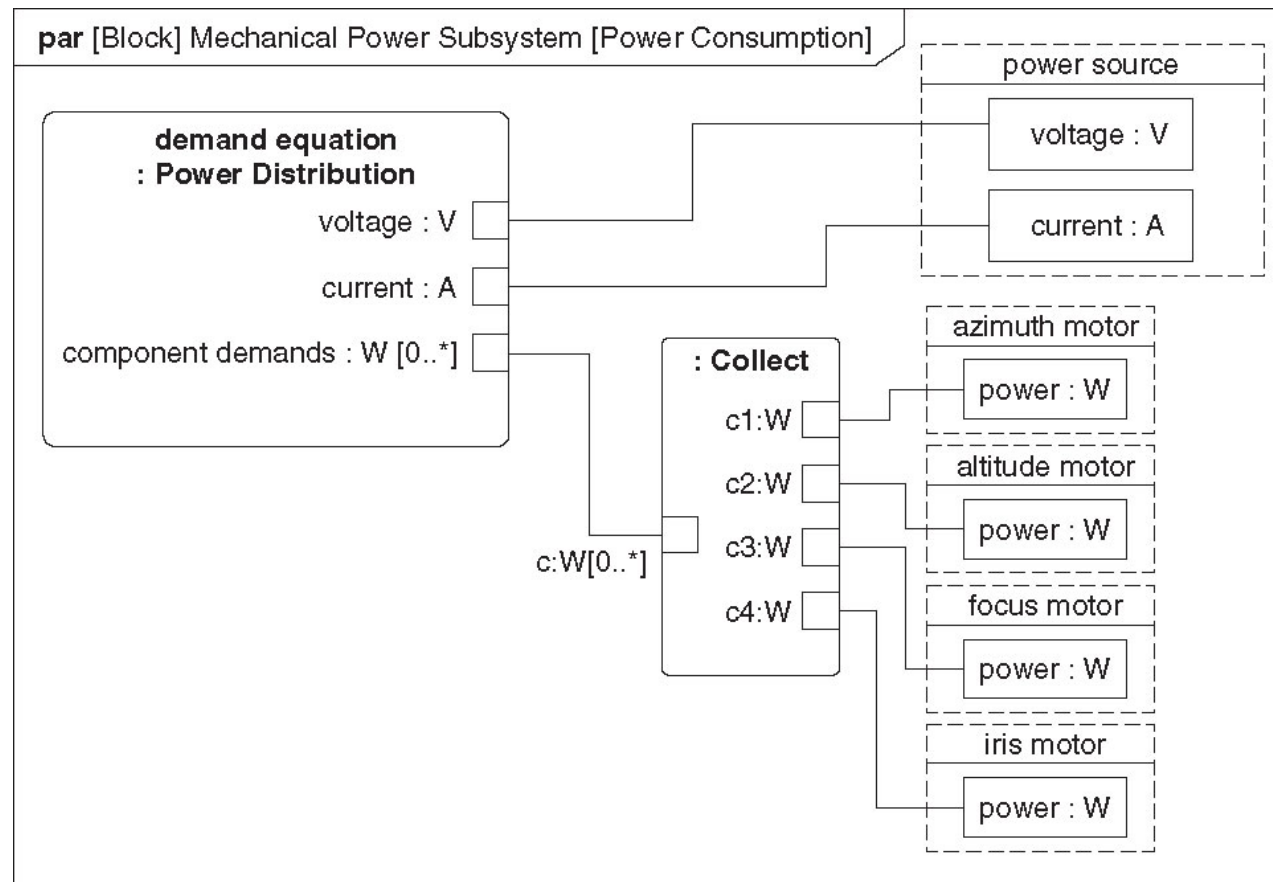 par [Block] Mechanical Power Subsystem [Power Consumption]
power source
voltage : V
current : A
demand equation
: Power Distribution
voltage : V
current : A
component demands : W [0..*]
: Collect
c1:W
c2:W
c3:W
c4:W
c:W[0..*]
azimuth motor
power : W
altitude motor
power : W
focus motor
power : W
iris motor
power : W